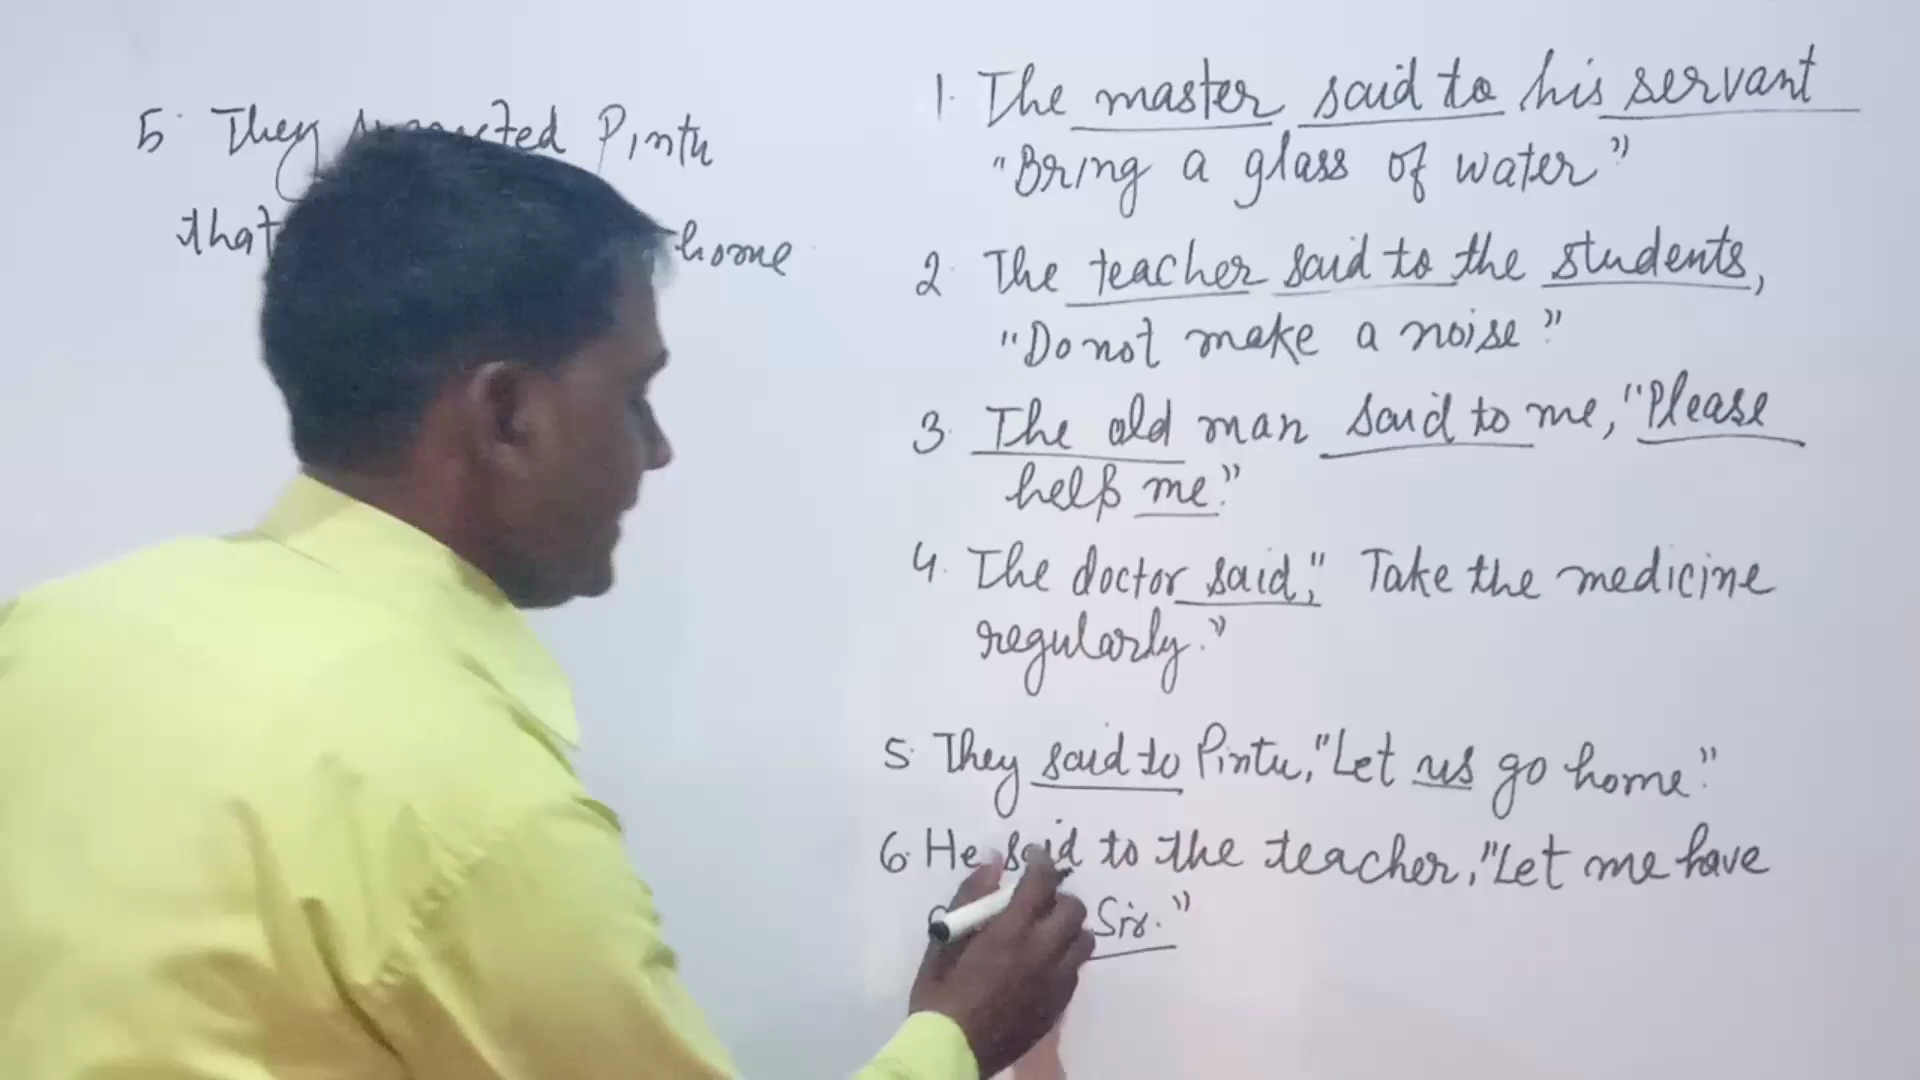 5. They Pintu
that home
1. The master said to his servant
"Bring a glass of water"
2. The teacher said to the students,
"Do not make a noise"
3. The old man said to me, "Please
help me."
4. The doctor said," Take the medicine
regularly."
5. They said to Pintu, "Let us go home."
6. He said to the teacher, "Let me have
Sir."